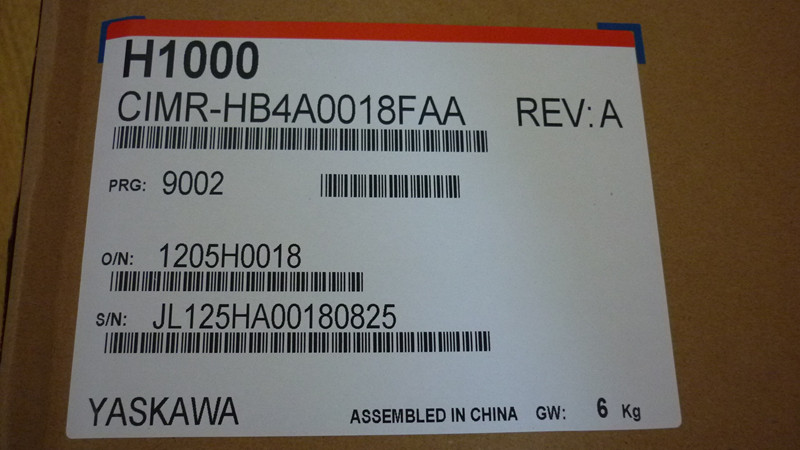 H1000
CIMR-HB4A0018FAA REV: A
PRG: 9002
O/N: 1205H0018
S/N: JL125HA00180825
YASKAWA ASSEMBLED IN CHINA GW: 6 Kg